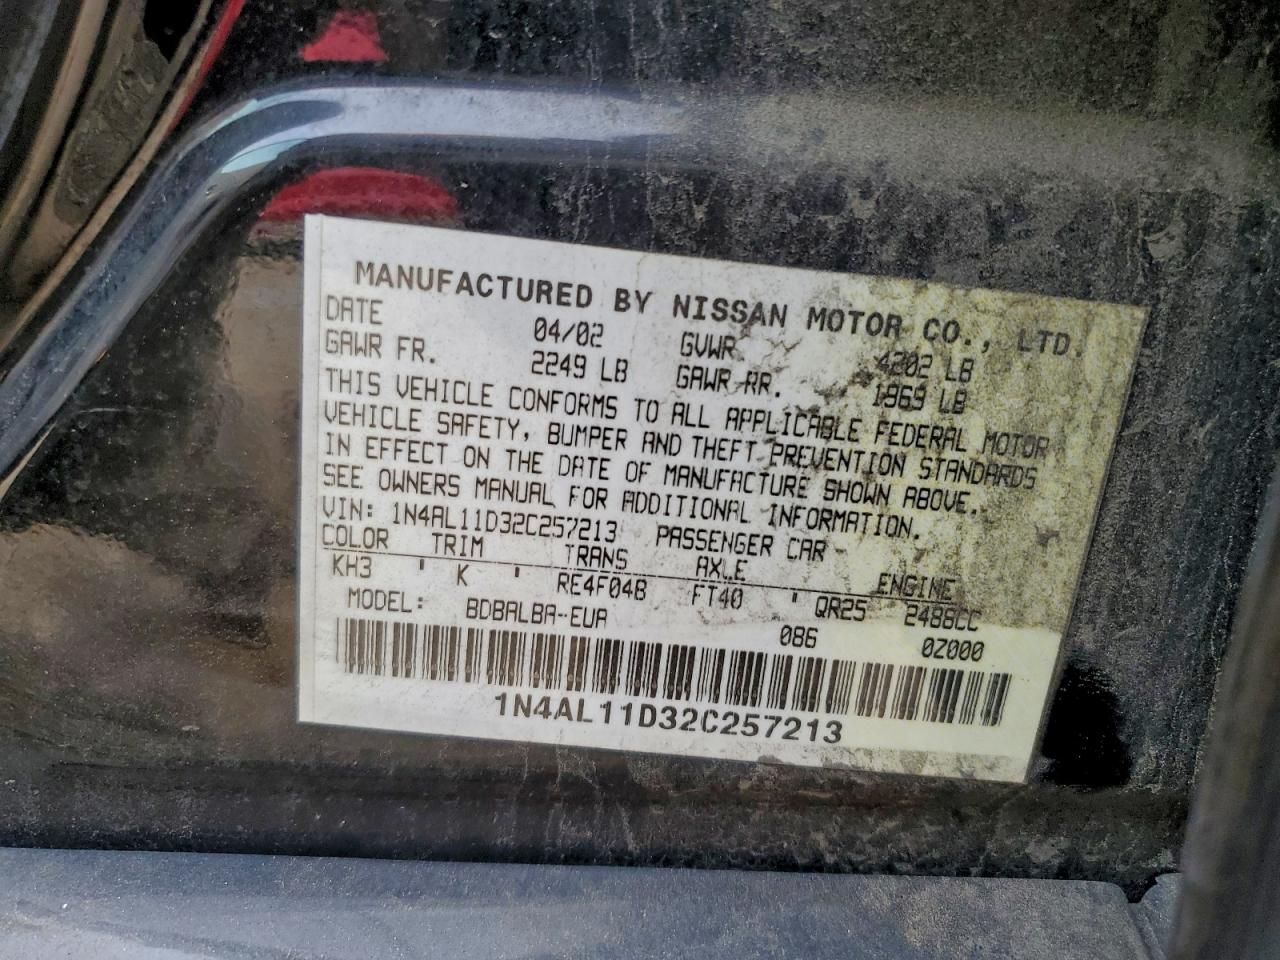 MANUFACTURED BY NISSAN MOTOR CO., LTD.
DATE 04/02 GVWR 4202 LB
GAWR FR. 2249 LB GAWR RR. 1869 LB
THIS VEHICLE CONFORMS TO ALL APPLICABLE FEDERAL MOTOR
VEHICLE SAFETY, BUMPER AND THEFT PREVENTION STANDARDS
IN EFFECT ON THE DATE OF MANUFACTURE SHOWN ABOVE.
SEE OWNERS MANUAL FOR ADDITIONAL INFORMATION.
VIN: 1N4AL11D32C257213 PASSENGER CAR
COLOR TRIM TRANS AXLE ENGINE
KH3 ' K ' RE4F04B FT40 ' QR25 2488CC
MODEL: BDBALBA-EUA 086 0Z000
1N4AL11D32C257213